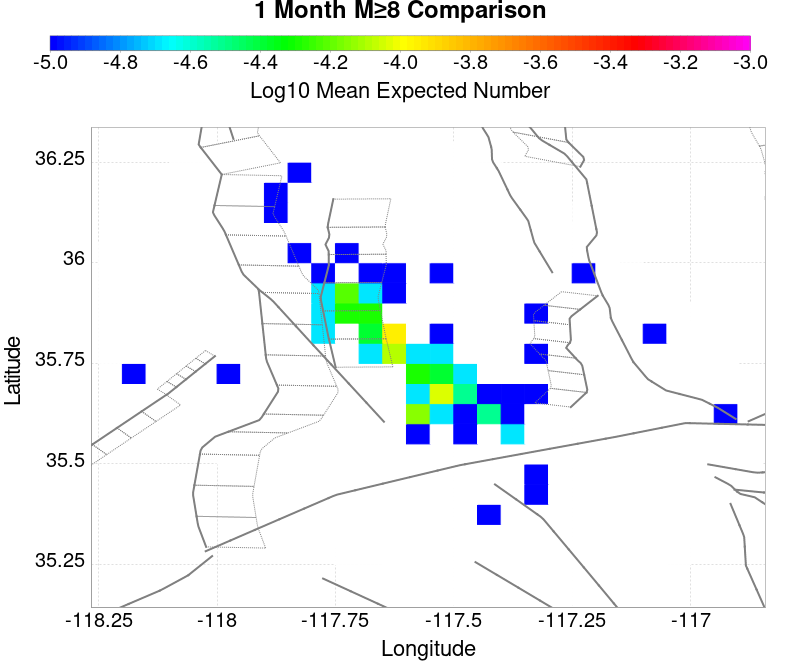 1 Month M≥8 Comparison
-5.0 -4.8 -4.6 -4.4 -4.2 -4.0 -3.8 -3.6 -3.4 -3.2 -3.0
Log10 Mean Expected Number
36.25
36
35.75
35.5
35.25
Latitude
-118.25 -118 -117.75 -117.5 -117.25 -117
Longitude